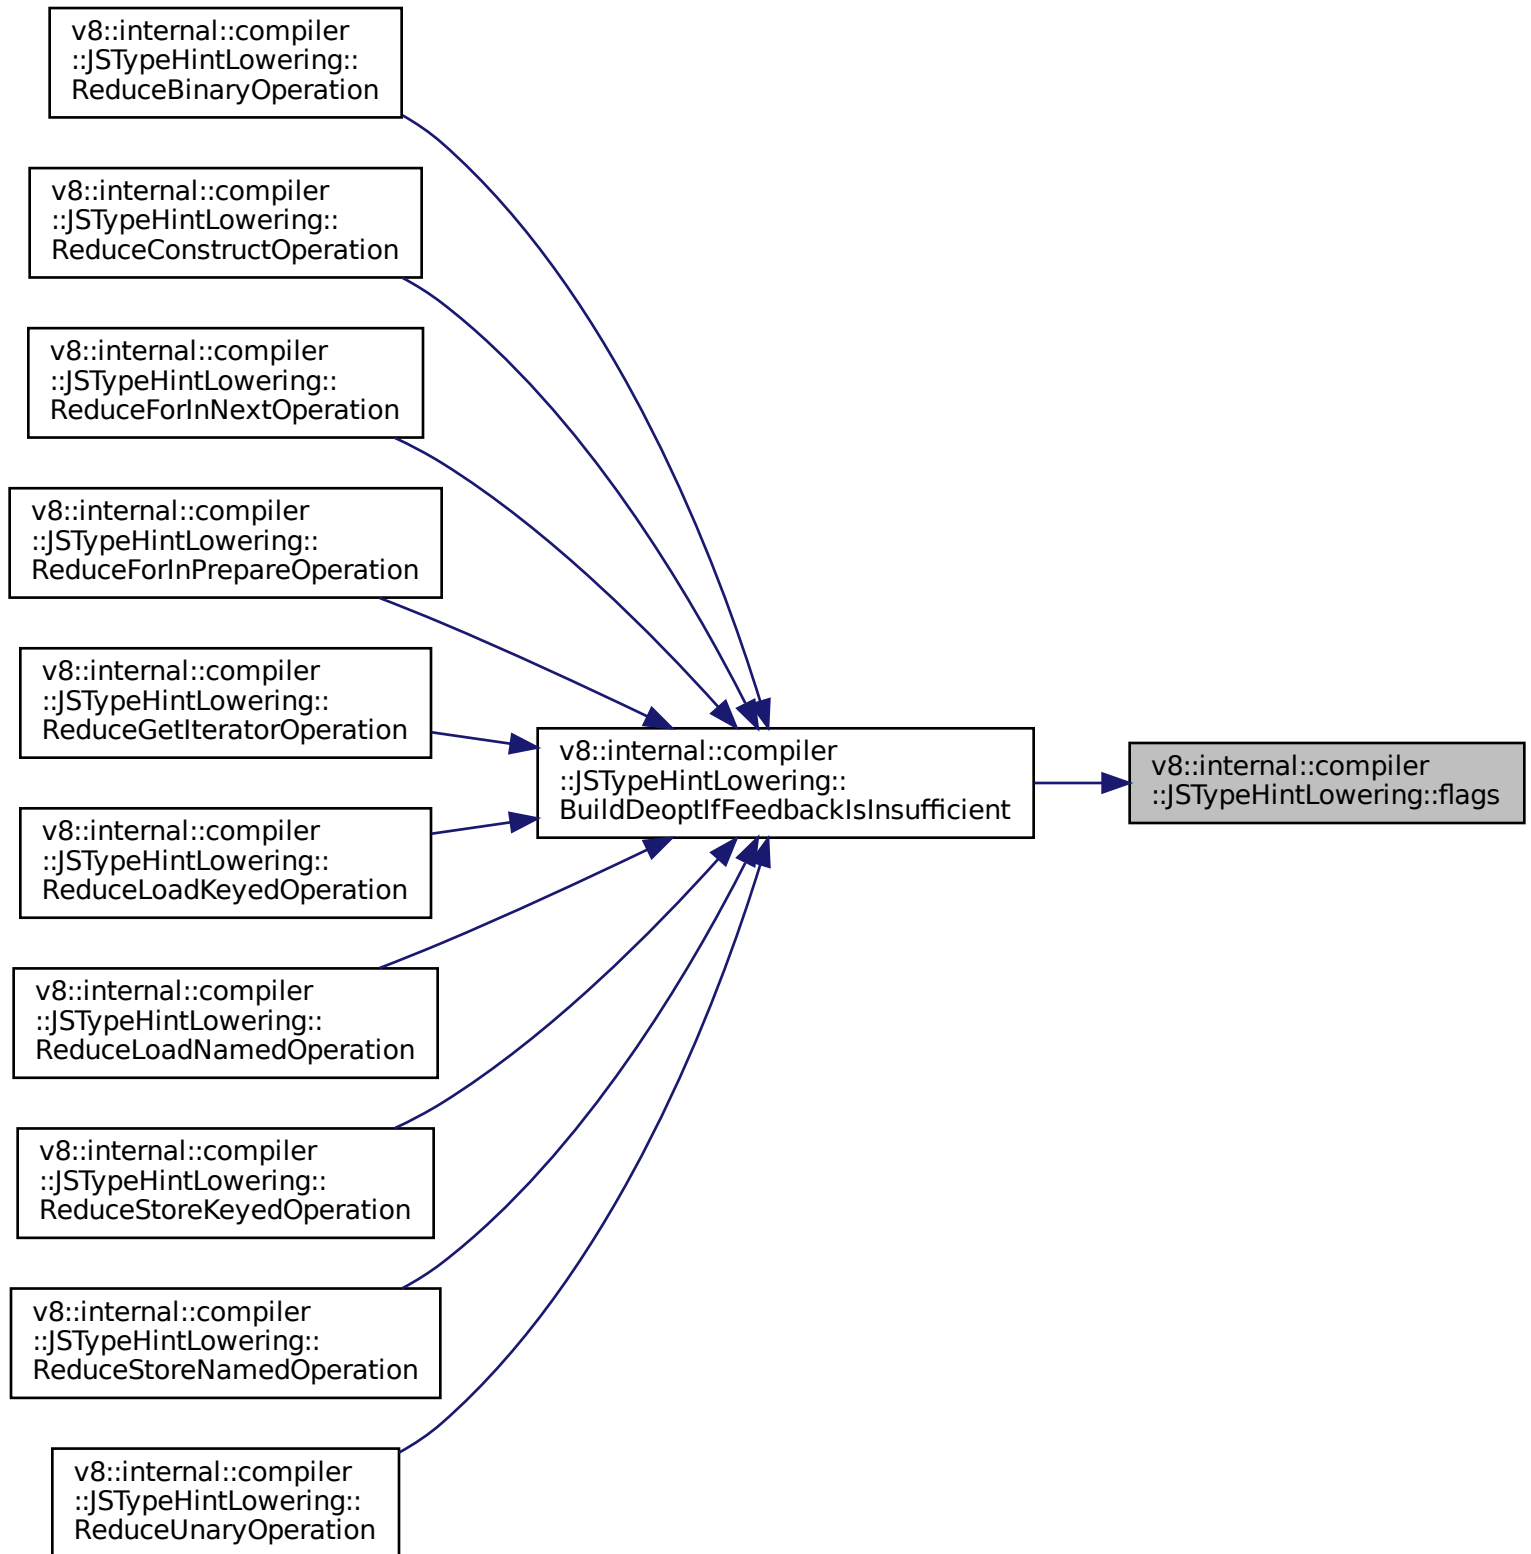 v8::internal::compiler
::JSTypeHintLowering::
ReduceBinaryOperation
v8::internal::compiler
::JSTypeHintLowering::
ReduceConstructOperation
v8::internal::compiler
::JSTypeHintLowering::
ReduceForInNextOperation
v8::internal::compiler
::JSTypeHintLowering::
ReduceForInPrepareOperation
v8::internal::compiler
::JSTypeHintLowering::
ReduceGetIteratorOperation
v8::internal::compiler
::JSTypeHintLowering::
ReduceLoadKeyedOperation
v8::internal::compiler
::JSTypeHintLowering::
ReduceLoadNamedOperation
v8::internal::compiler
::JSTypeHintLowering::
ReduceStoreKeyedOperation
v8::internal::compiler
::JSTypeHintLowering::
ReduceStoreNamedOperation
v8::internal::compiler
::JSTypeHintLowering::
ReduceUnaryOperation
v8::internal::compiler
::JSTypeHintLowering::
BuildDeoptIfFeedbackIsInsufficient
v8::internal::compiler
::JSTypeHintLowering::flags